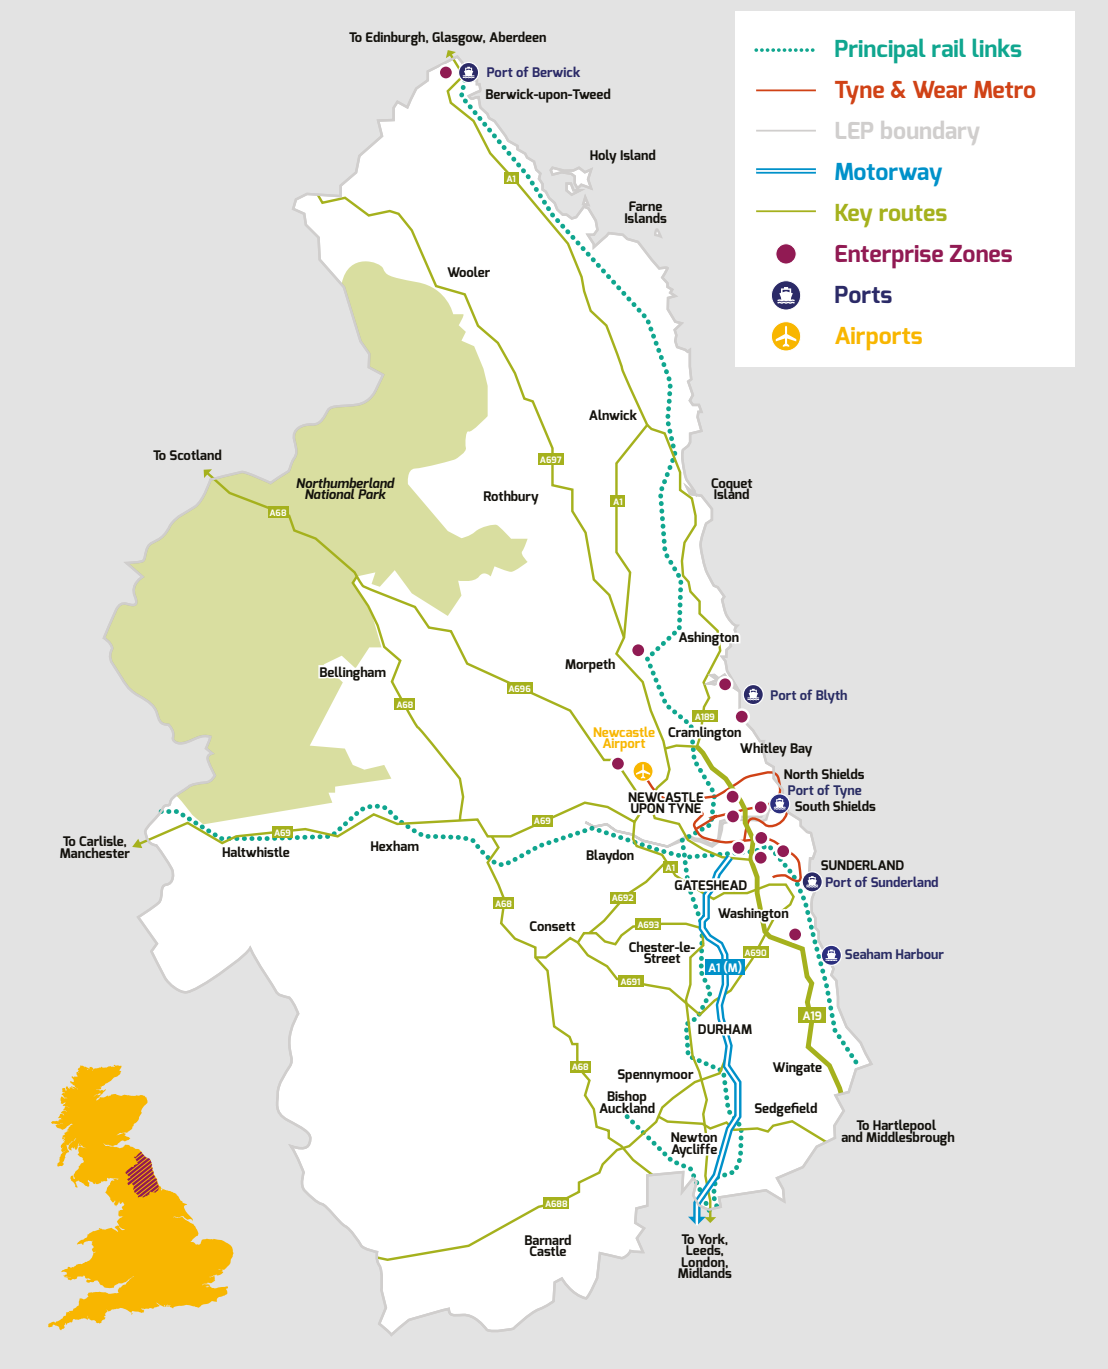 To Edinburgh, Glasgow, Aberdeen
Port of Berwick
Berwick-upon-Tweed
Principal rail links
Tyne & Wear Metro
LEP boundary
Motorway
Key routes
Enterprise Zones
Ports
Airports
Holy Island
A1
Farne
Islands
Wooler
Alnwick
To Scotland
A697
Northumberland
National Park
Rothbury
A1
Coquet
Island
A68
Ashington
Morpeth
Bellingham
A696
Port of Blyth
A68
A189
Newcastle
Airport
Cramlington
Whitley Bay
North Shields
Port of Tyne
South Shields
NEWCASTLE
UPON TYNE
A69
A69
To Carlisle,
Manchester
Haltwhistle
Hexham
Blaydon
A1
SUNDERLAND
Port of Sunderland
GATESHEAD
A68
A692
Washington
Consett
A693
Chester-le-
Street
A690
Seaham Harbour
A1 (M)
A691
A19
DURHAM
A68
Spennymoor
Wingate
Bishop
Auckland
Sedgefield
To Hartlepool
and Middlesbrough
Newton
Aycliffe
A688
Barnard
Castle
To York,
Leeds,
London,
Midlands